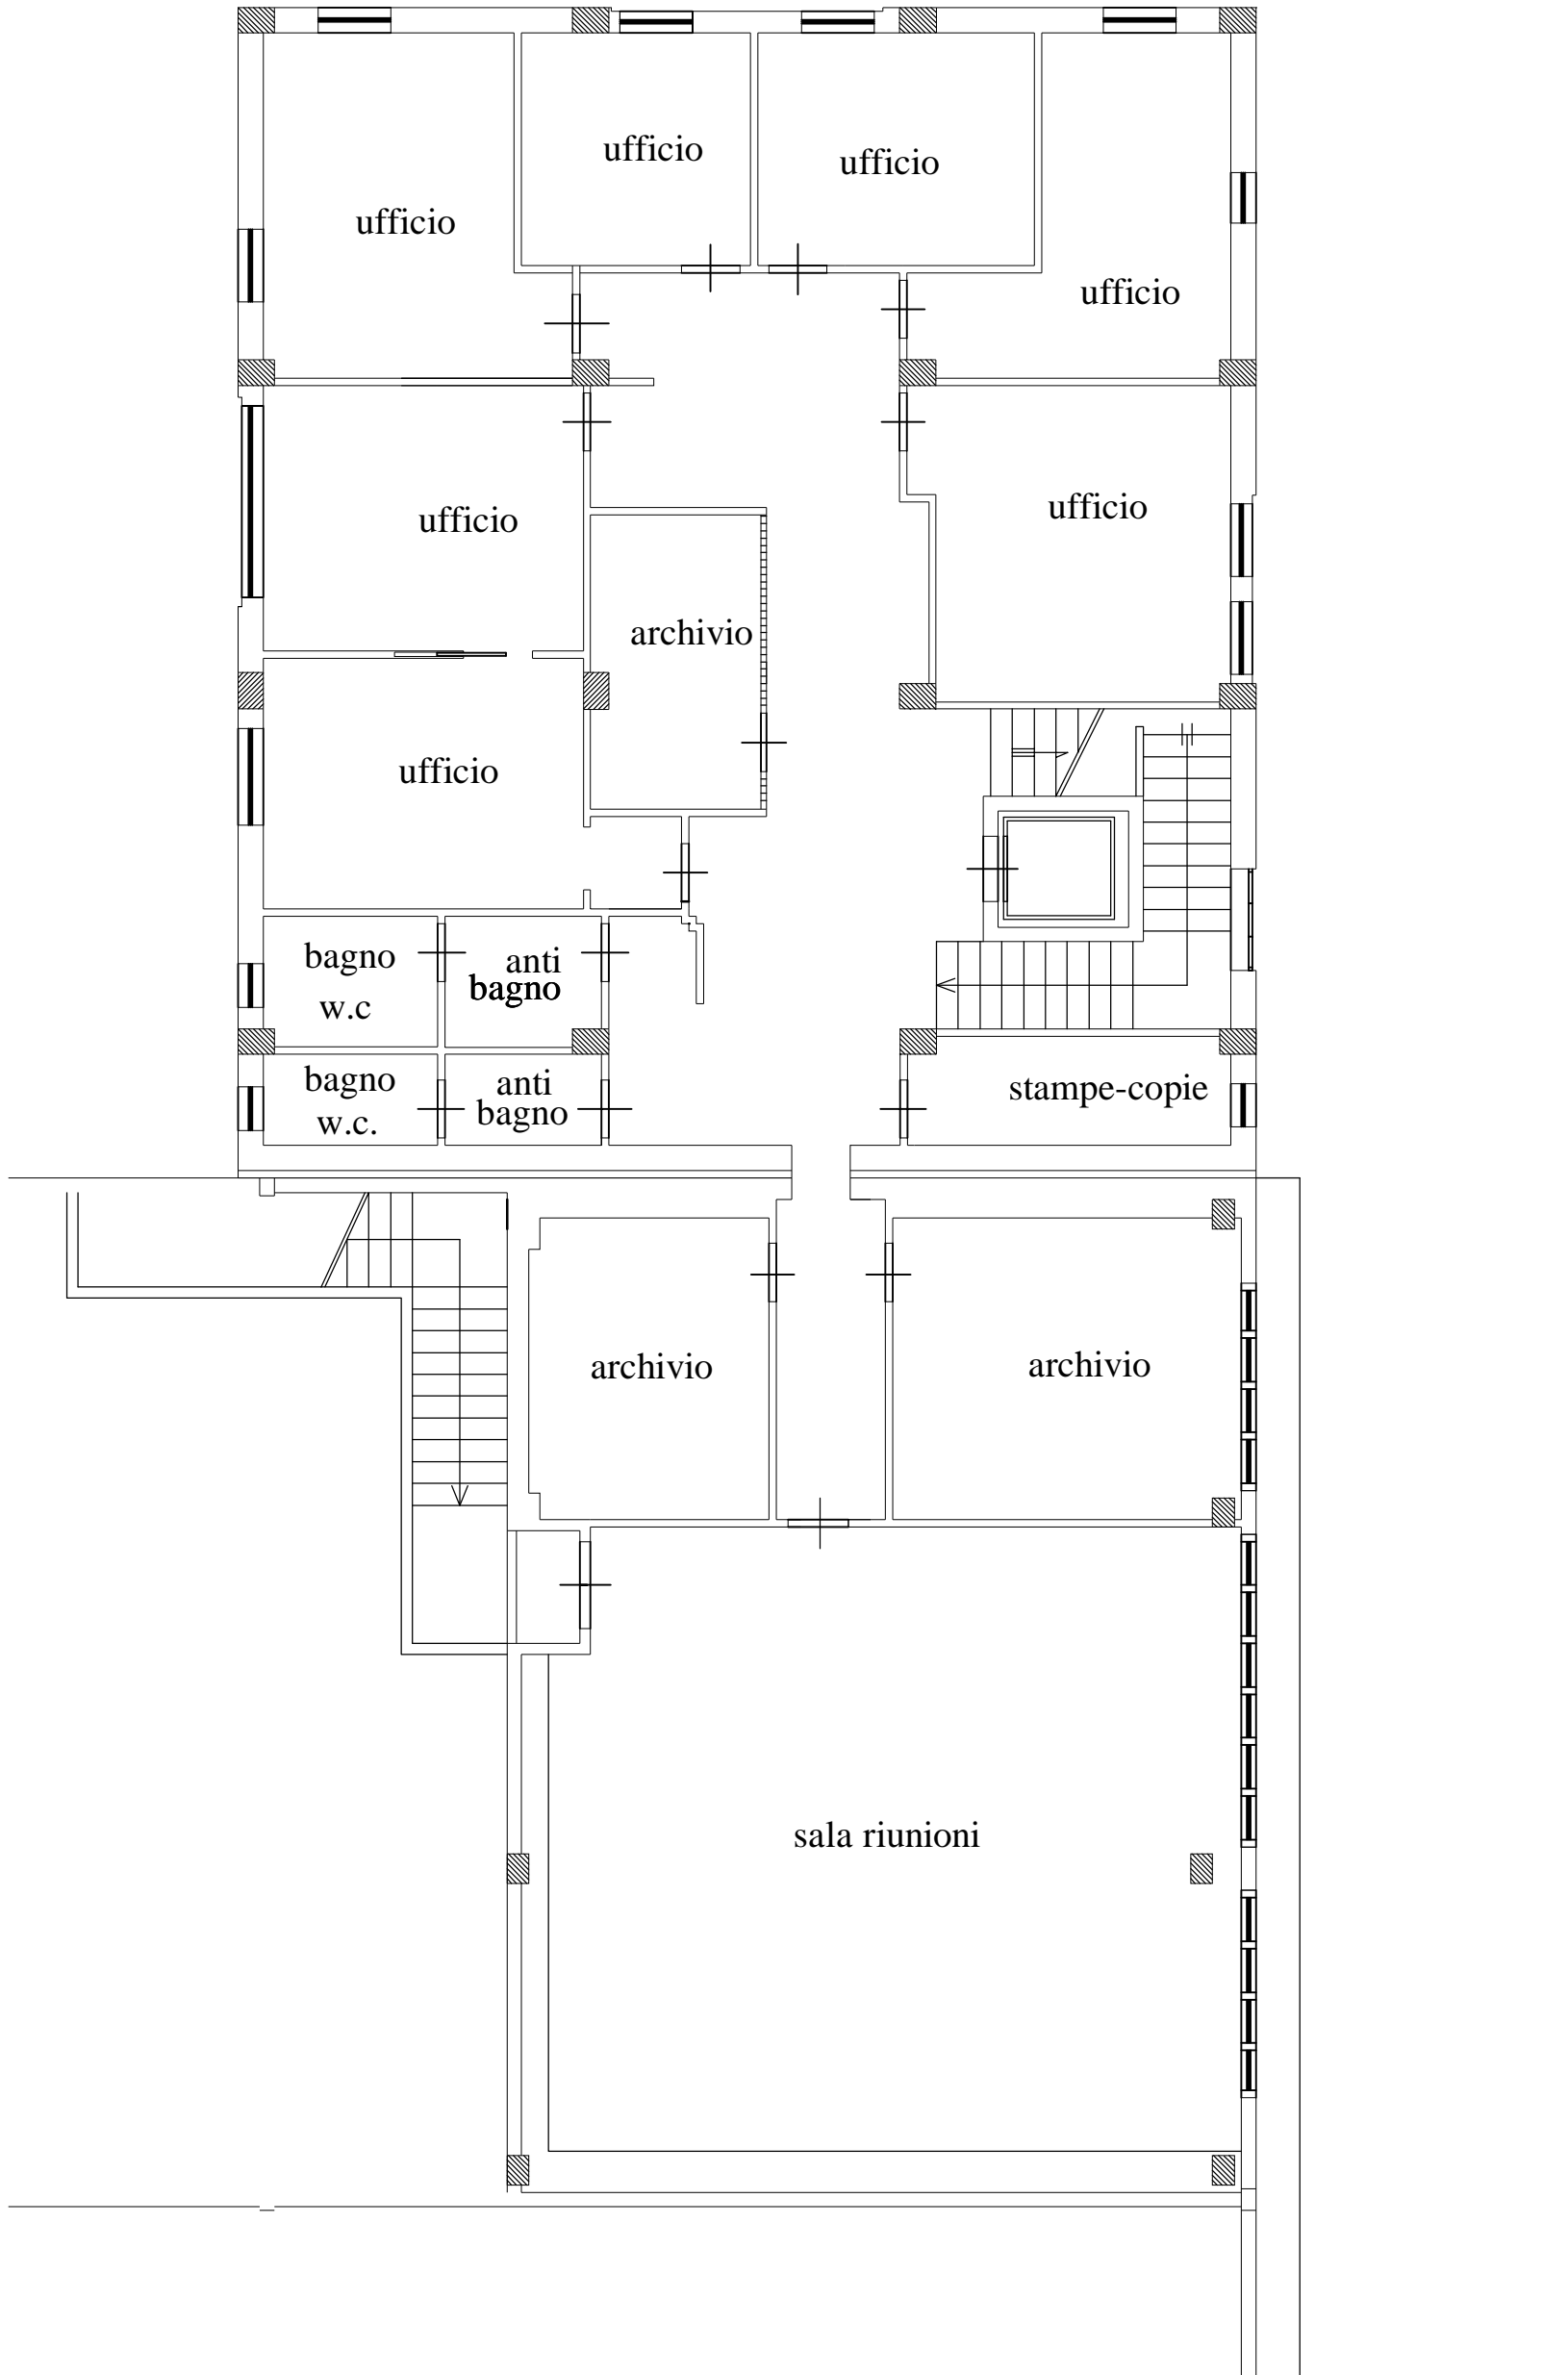 ufficio
ufficio
ufficio
ufficio
ufficio
ufficio
archivio
ufficio
bagno
w.c
anti
bagno
bagno
w.c.
anti
bagno
stampe-copie
archivio
archivio
sala riunioni